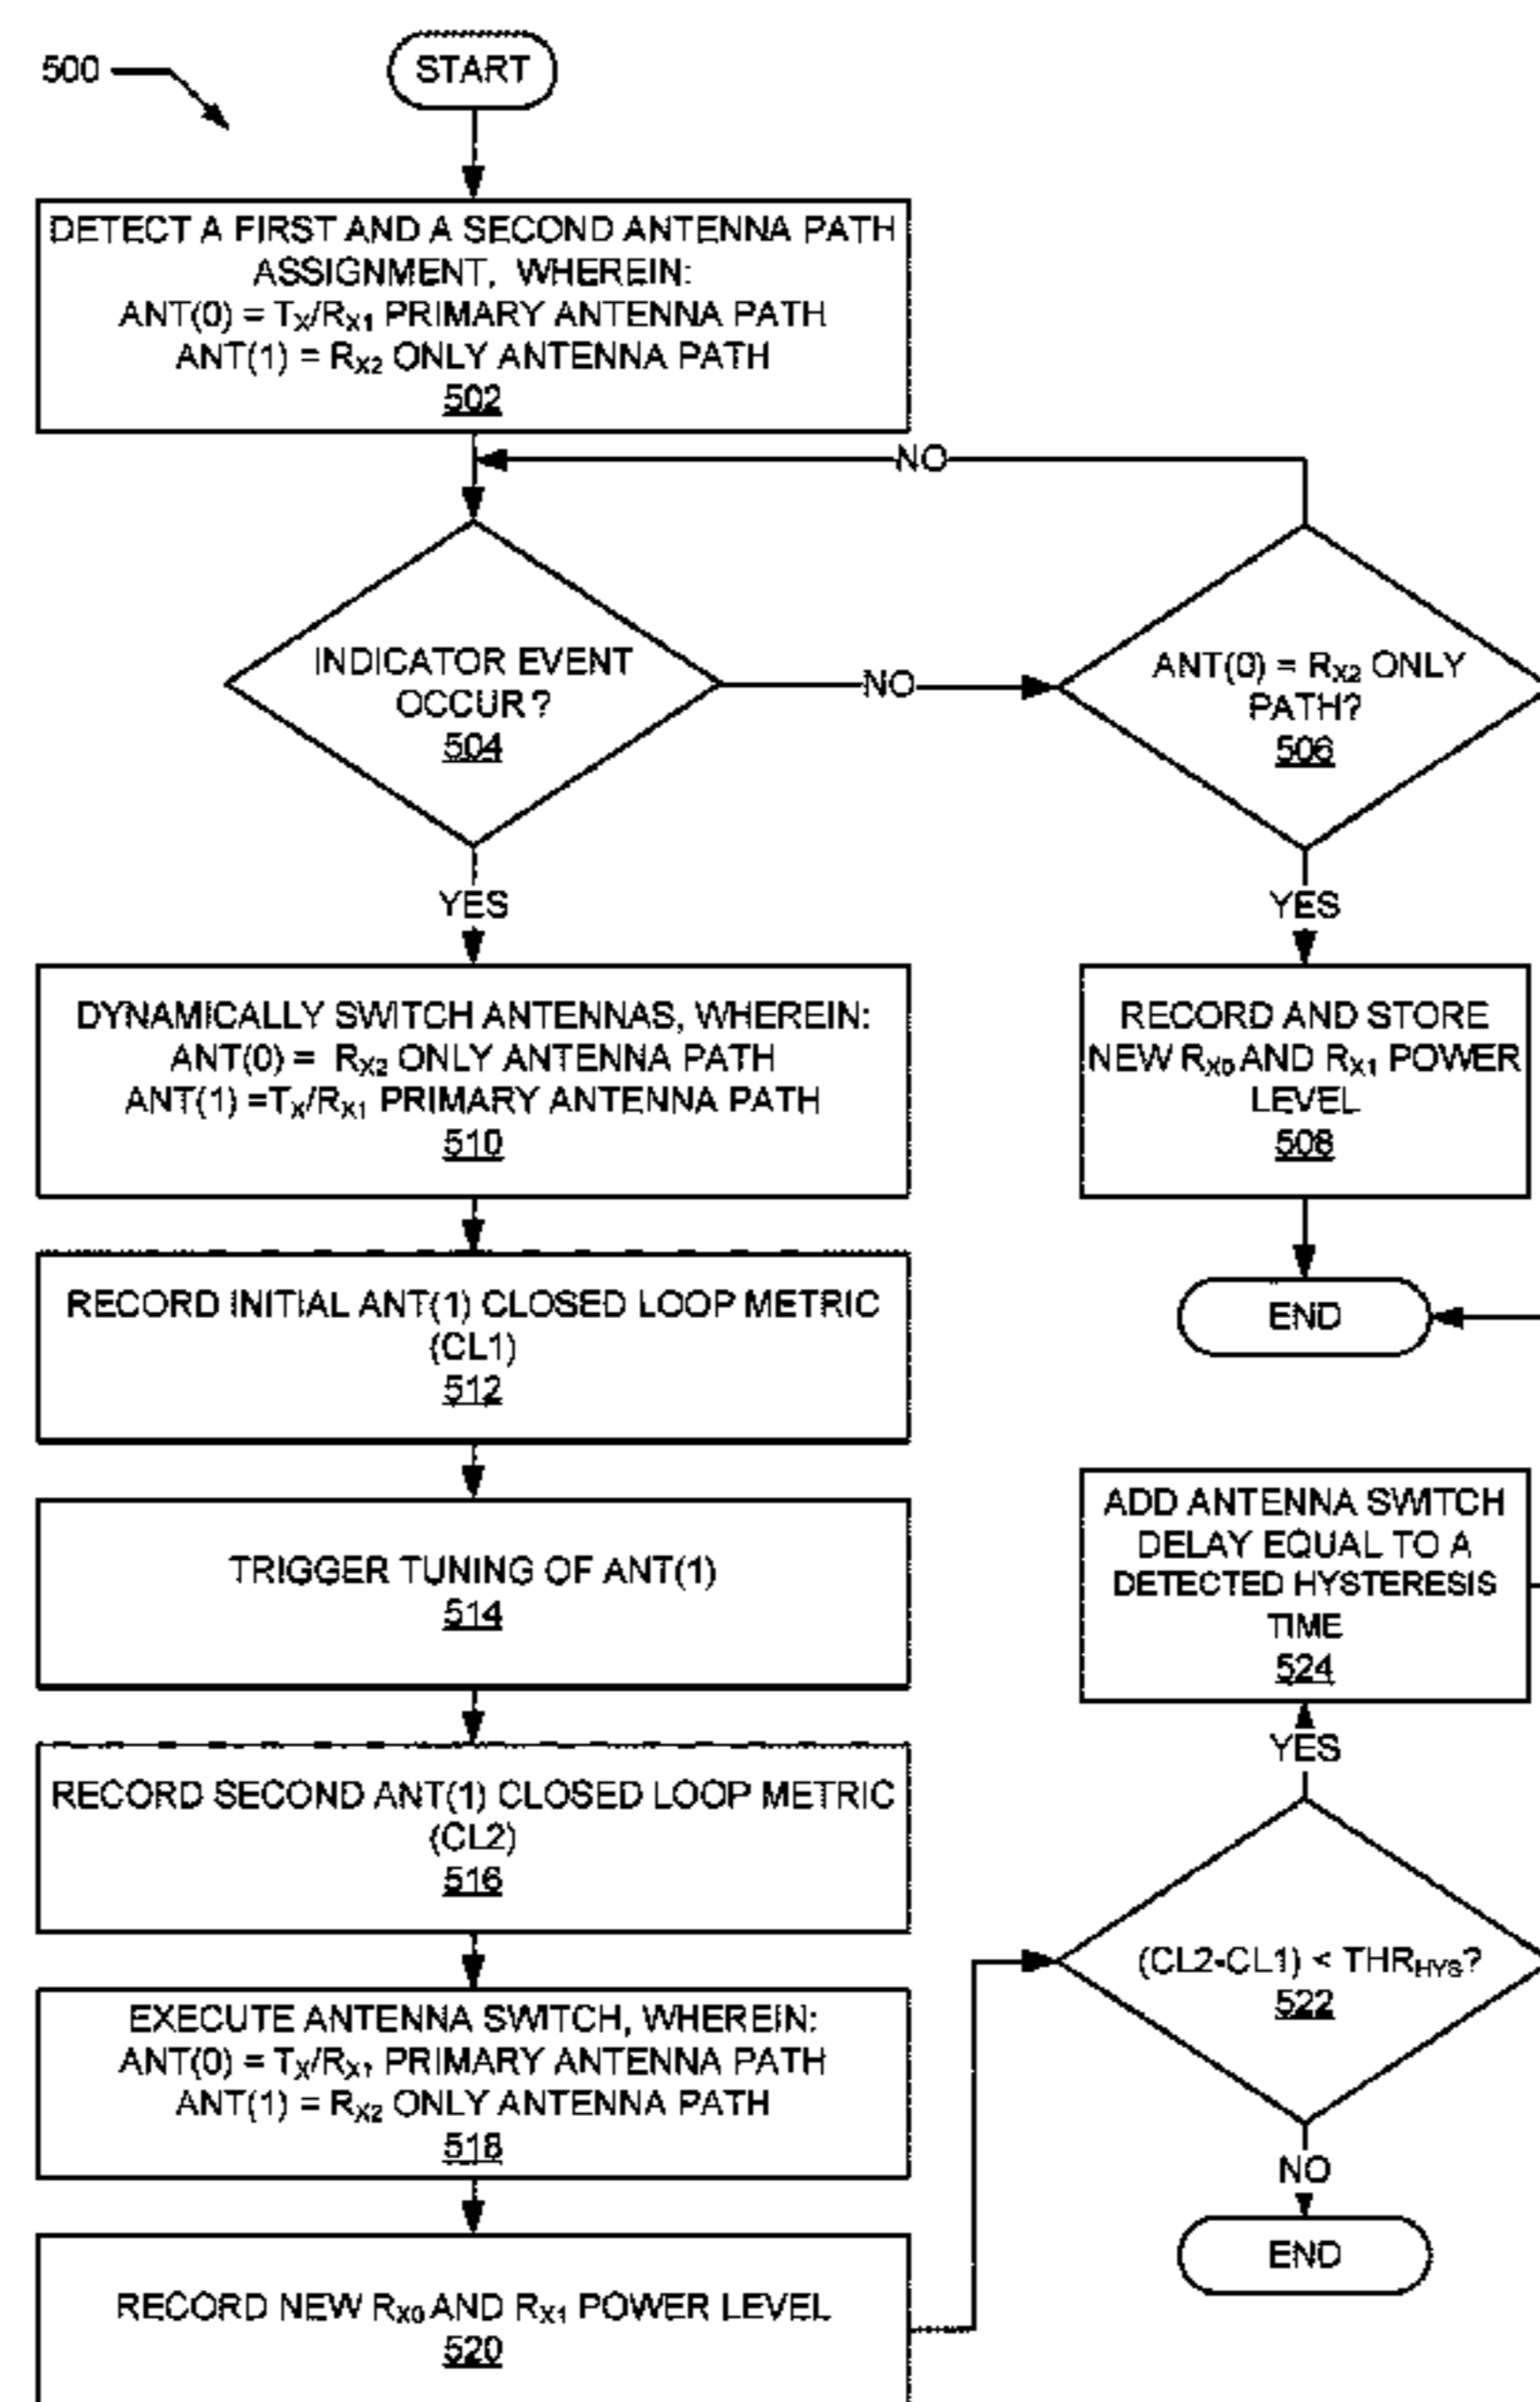 500
START
DETECT A FIRST AND A SECOND ANTENNA PATH
ASSIGNMENT, WHEREIN:
ANT(0) = TX/RX1 PRIMARY ANTENNA PATH
ANT(1) = RX2 ONLY ANTENNA PATH
502
NO
INDICATOR EVENT
OCCUR?
504
NO
ANT(0) = RX2 ONLY
PATH?
506
YES
YES
DYNAMICALLY SWITCH ANTENNAS, WHEREIN:
ANT(0) = RX2 ONLY ANTENNA PATH
ANT(1) =TX/RX1 PRIMARY ANTENNA PATH
510
RECORD AND STORE
NEW RX0 AND RX1 POWER
LEVEL
508
END
RECORD INITIAL ANT(1) CLOSED LOOP METRIC
(CL1)
512
TRIGGER TUNING OF ANT(1)
514
ADD ANTENNA SWITCH
DELAY EQUAL TO A
DETECTED HYSTERESIS
TIME
524
YES
RECORD SECOND ANT(1) CLOSED LOOP METRIC
(CL2)
516
(CL2-CL1) < THRHYS?
522
EXECUTE ANTENNA SWITCH, WHEREIN:
ANT(0) = TX/RX1 PRIMARY ANTENNA PATH
ANT(1) = RX2 ONLY ANTENNA PATH
518
NO
END
RECORD NEW RX0 AND RX1 POWER LEVEL
520